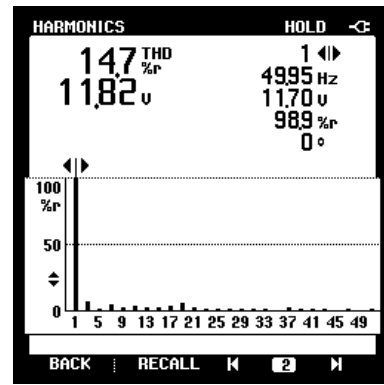 HARMONICS HOLD
14.7 THD %r
11.82 V
1
49.95 Hz
11.70 V
98.9 %r
0 °
100
%r
50
0
1 5 9 13 17 21 25 29 33 37 41 45 49
BACK RECALL 2